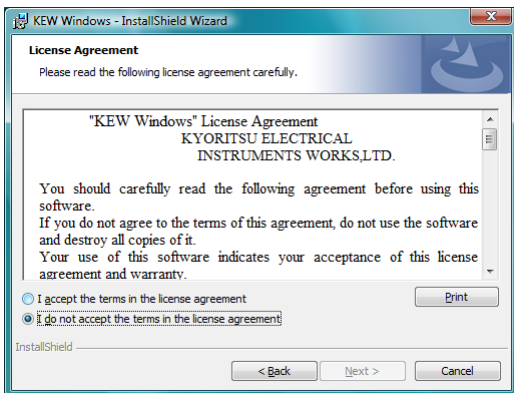 KEW Windows - InstallShield Wizard
License Agreement
Please read the following license agreement carefully.
"KEW Windows" License Agreement
KYORITSU ELECTRICAL
INSTRUMENTS WORKS,LTD.
You should carefully read the following agreement before using this
software.
If you do not agree to the terms of this agreement, do not use the software
and destroy all copies of it.
Your use of this software indicates your acceptance of this license
agreement and warranty.
I accept the terms in the license agreement
Print
I do not accept the terms in the license agreement
InstallShield
< Back Next > Cancel